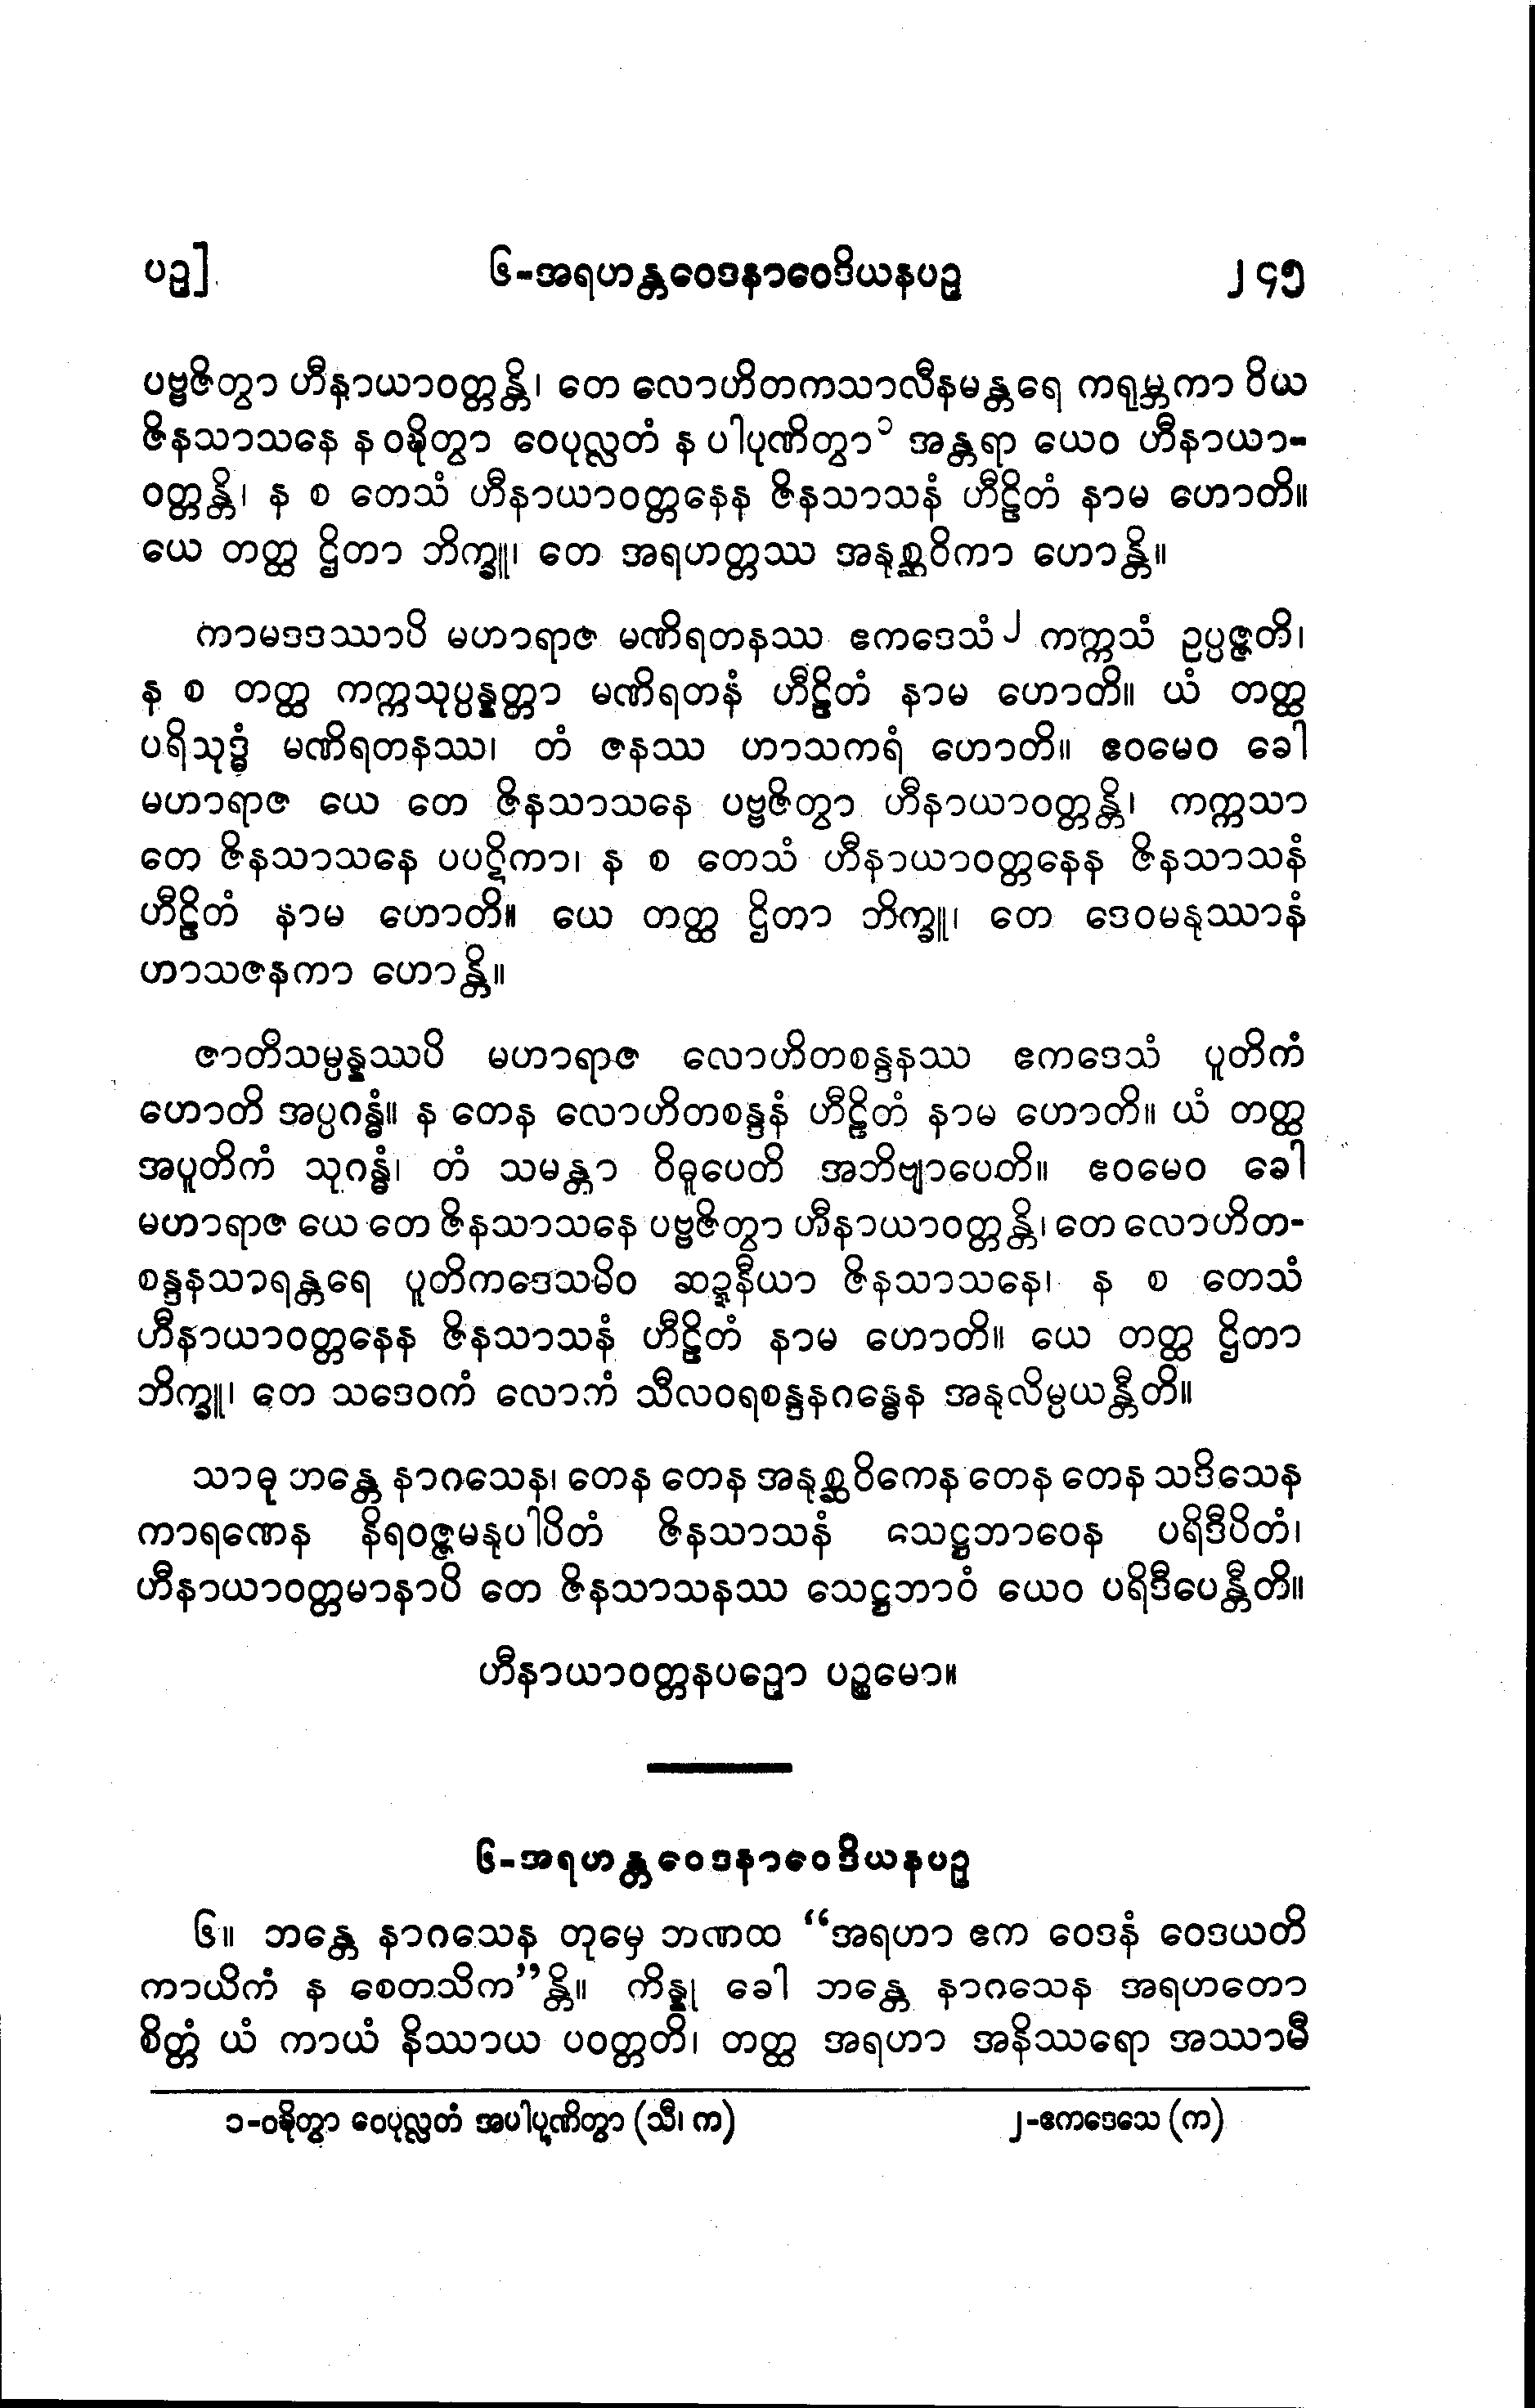 ပဉှ]
၆-အရဟန္တဝေဒနာဝေဒိယနပဉှ
၂၄၅
ပဗ္ဗဇိတွာ ဟီနာယာဝတ္တန္တိ၊ တေ လောဟိတကသာလီနမန္တရေ ကရုမ္ဘကာ ဝိယ
ဇိနသာသနေ န ဝဍ္ဎိတွာ ဝေပုလ္လတံ န ပါပုဏိတွာ၁ အန္တရာ ယေဝ ဟီနာယာ-
ဝတ္တန္တိ၊ န စ တေသံ ဟီနာယာဝတ္တနေန ဇိနသာသနံ ဟီဠိတံ နာမ ဟောတိ။
ယေ တတ္ထ ဌိတာ ဘိက္ခူ၊ တေ အရဟတ္တဿ အနုစ္ဆဝိကာ ဟောန္တိ။
ကာမဒဒဿာပိ မဟာရာဇ မဏိရတနဿ ဧကဒေသံ၂ ကက္ကသံ ဥပ္ပဇ္ဇတိ၊
န စ တတ္ထ ကက္ကသုပ္ပန္နတ္တာ မဏိရတနံ ဟီဠိတံ နာမ ဟောတိ။ ယံ တတ္ထ
ပရိသုဒ္ဓံ မဏိရတနဿ၊ တံ ဇနဿ ဟာသကရံ ဟောတိ။ ဧဝမေဝ ခေါ
မဟာရာဇ ယေ တေ ဇိနသာသနေ ပဗ္ဗဇိတွာ ဟီနာယာဝတ္တန္တိ၊ ကက္ကသာ
တေ ဇိနသာသနေ ပပဋိကာ၊ န စ တေသံ ဟီနာယာဝတ္တနေန ဇိနသာသနံ
ဟီဠိတံ နာမ ဟောတိ။ ယေ တတ္ထ ဌိတာ ဘိက္ခူ၊ တေ ဒေဝမနုဿာနံ
ဟာသဇနကာ ဟောန္တိ။
ဇာတိသမ္ပန္နဿပိ မဟာရာဇ လောဟိတစန္ဒနဿ ဧကဒေသံ ပူတိကံ
ဟောတိ အပ္ပဂန္ဓံ။ န တေန လောဟိတစန္ဒနံ ဟီဠိတံ နာမ ဟောတိ။ ယံ တတ္ထ
အပူတိကံ သုဂန္ဓံ၊ တံ သမန္တာ ဝိဓူပေတိ အဘိဗျာပေတိ။ ဧဝမေဝ ခေါ
မဟာရာဇ ယေ တေ ဇိနသာသနေ ပဗ္ဗဇိတွာ ဟီနာယာဝတ္တန္တိ၊ တေ လောဟိတ-
စန္ဒနသာရန္တရေ ပူတိကဒေသမိဝ ဆဍ္ဍနီယာ ဇိနသာသနေ၊ န စ တေသံ
ဟီနာယာဝတ္တနေန ဇိနသာသနံ ဟီဠိတံ နာမ ဟောတိ။ ယေ တတ္ထ ဌိတာ
ဘိက္ခူ၊ တေ သဒေဝကံ လောကံ သီလဝရစန္ဒနဂန္ဓေန အနုလိမ္ပယန္တီတိ။
သာဓု ဘန္တေ နာဂသေန၊ တေန တေန အနုစ္ဆဝိကေန တေန တေန သဒိသေန
ကာရဏေန နိရဝဇ္ဇမနုပါပိတံ ဇိနသာသနံ သေဋ္ဌဘာဝေန ပရိဒီပိတံ၊
ဟီနာယာဝတ္တမာနာပိ တေ ဇိနသာသနဿ သေဋ္ဌဘာဝံ ယေဝ ပရိဒီပေန္တီတိ။
ဟီနာယာဝတ္တနပဉှော ပဉ္စမော။
၆-အရဟန္တဝေဒနာဝေဒိယနပဉှ
၆။ ဘန္တေ နာဂသေန တုမှေ ဘဏထ “အရဟာ ဧက ဝေဒနံ ဝေဒယတိ
ကာယိကံ န စေတသိက”န္တိ။ ကိန္နု ခေါ ဘန္တေ နာဂသေန အရဟတော
စိတ္တံ ယံ ကာယံ နိဿာယ ပဝတ္တတိ၊ တတ္ထ အရဟာ အနိဿရော အဿာမီ
၁-ဝဍ္ဎိတွာ ဝေပုလ္လတံ အပါပုဏိတွာ (သီ၊ က)
၂-ဧကဒေသေ (က)